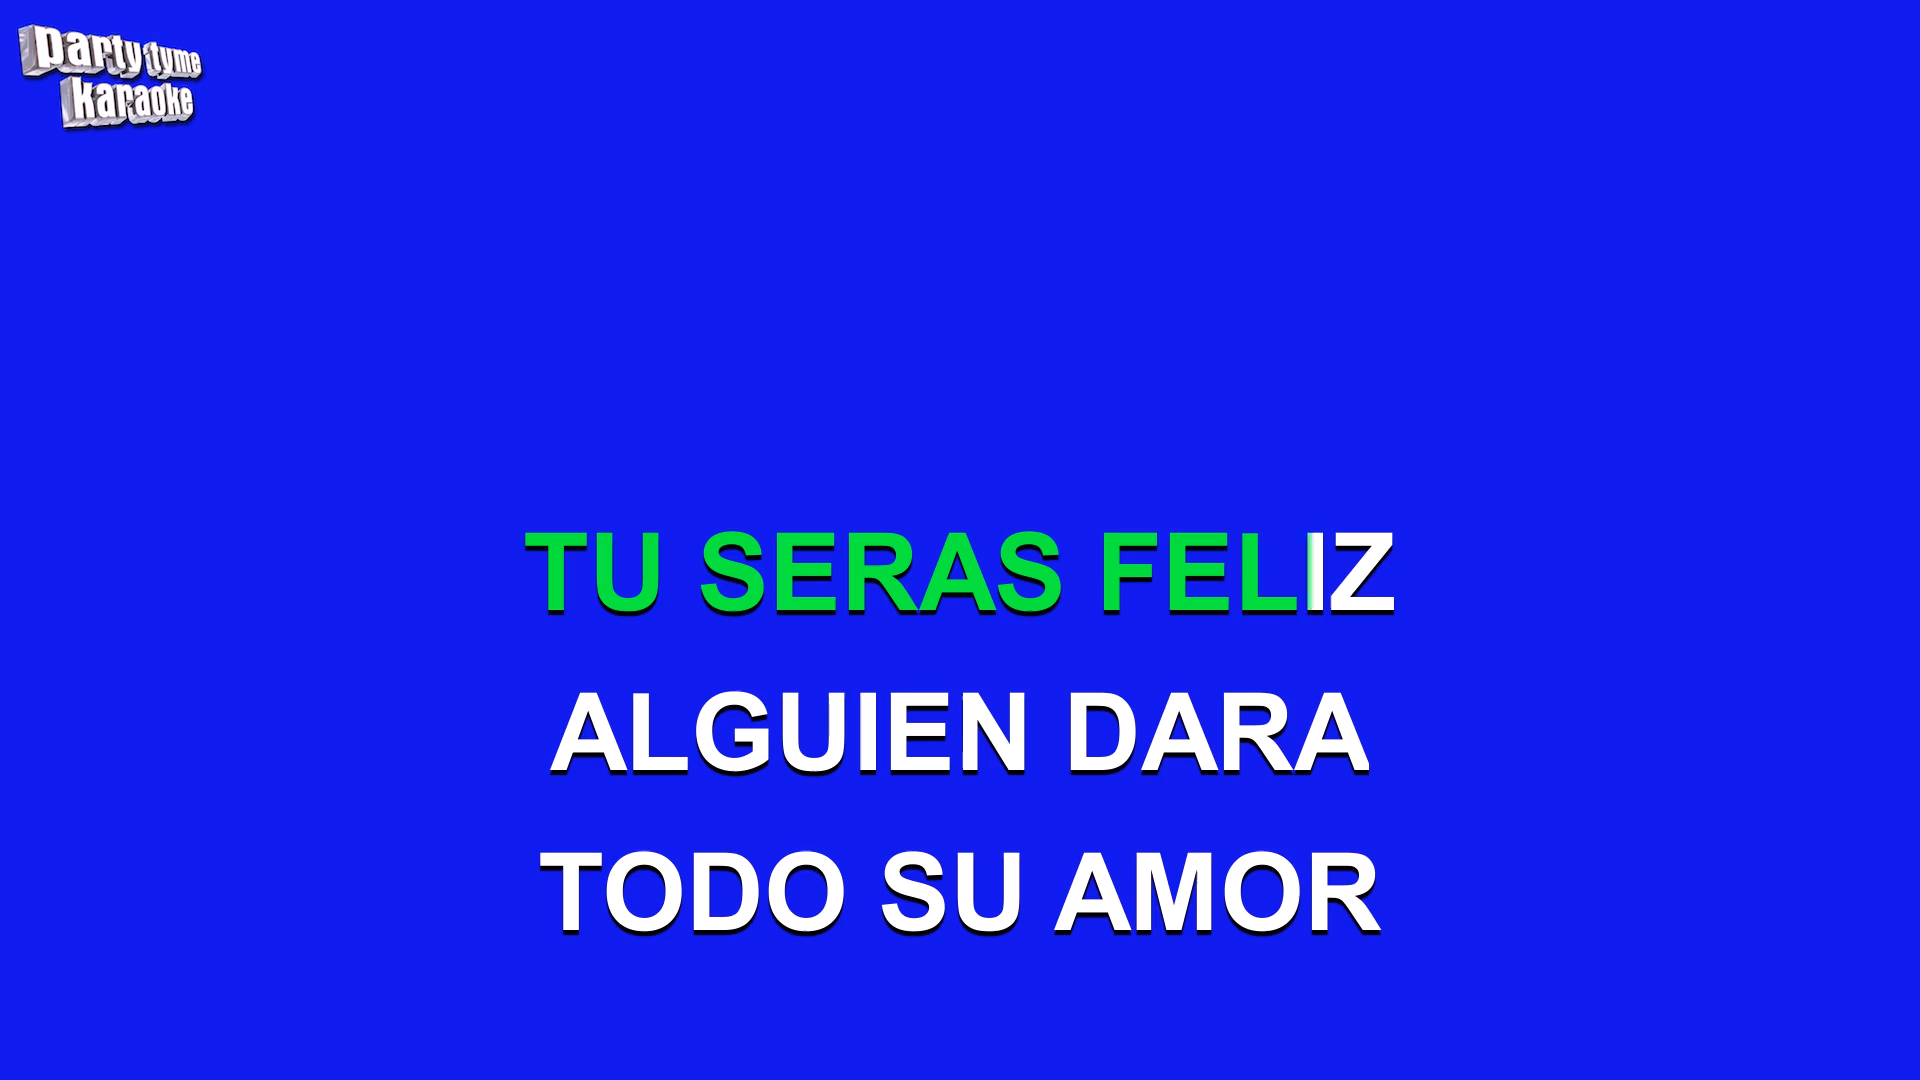 party tyme
karaoke
TU SERAS FELIZ
ALGUIEN DARA
TODO SU AMOR